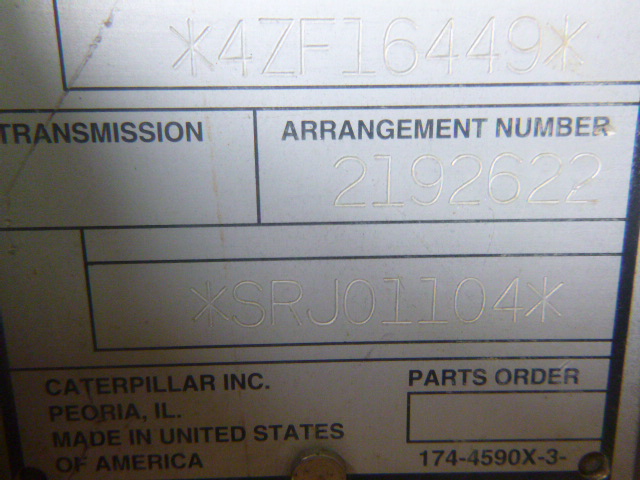 *4ZF16449*
TRANSMISSION ARRANGEMENT NUMBER
2192622
*SRJ01104*
CATERPILLAR INC. PARTS ORDER
PEORIA, IL.
MADE IN UNITED STATES
OF AMERICA 174-4590X-3-